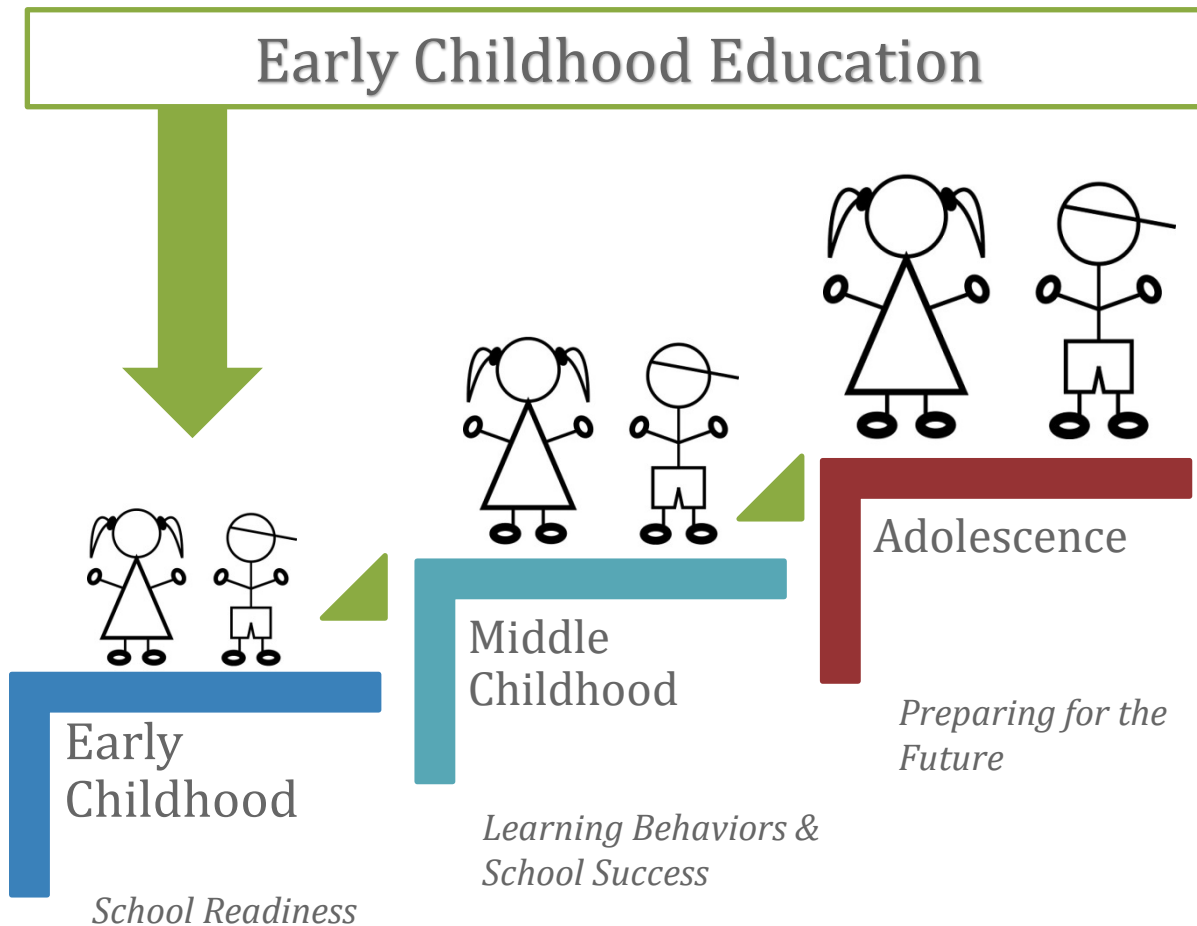 Early Childhood Education
Early
Childhood
School Readiness
Middle
Childhood
Learning Behaviors &
School Success
Adolescence
Preparing for the
Future